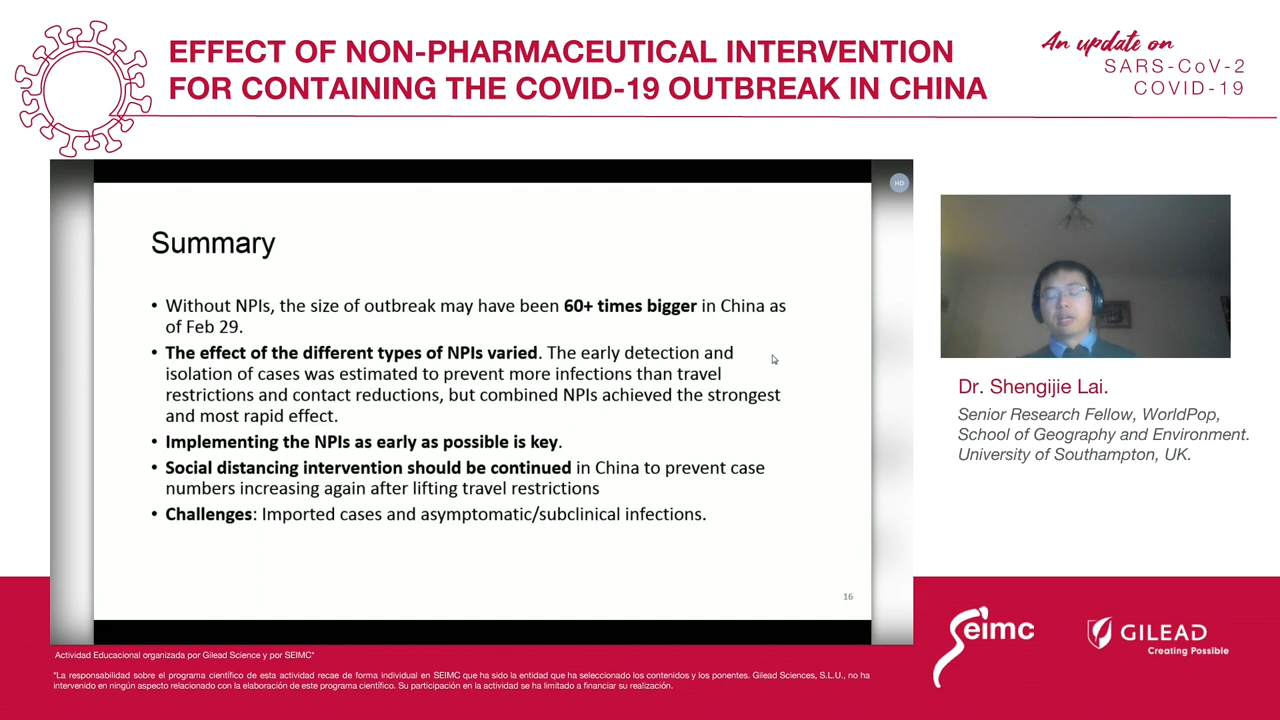 EFFECT OF NON-PHARMACEUTICAL INTERVENTION
FOR CONTAINING THE COVID-19 OUTBREAK IN CHINA
An update on
SARS-CoV-2
COVID-19
HD
Summary
• Without NPIs, the size of outbreak may have been 60+ times bigger in China as
of Feb 29.
• The effect of the different types of NPIs varied. The early detection and
isolation of cases was estimated to prevent more infections than travel
restrictions and contact reductions, but combined NPIs achieved the strongest
and most rapid effect.
• Implementing the NPIs as early as possible is key.
• Social distancing intervention should be continued in China to prevent case
numbers increasing again after lifting travel restrictions
• Challenges: Imported cases and asymptomatic/subclinical infections.
16
Dr. Shengijie Lai.
Senior Research Fellow, WorldPop,
School of Geography and Environment.
University of Southampton, UK.
Seimc
GILEAD
Creating Possible
Actividad Educacional organizada por Gilead Science y por SEIMC*
*La responsabilidad sobre el programa científico de esta actividad recae de forma individual en SEIMC que ha sido la entidad que ha seleccionado los contenidos y los ponentes. Gilead Sciences, S.L.U., no ha
intervenido en ningún aspecto relacionado con la elaboración de este programa científico. Su participación en la actividad se ha limitado a financiar su realización.